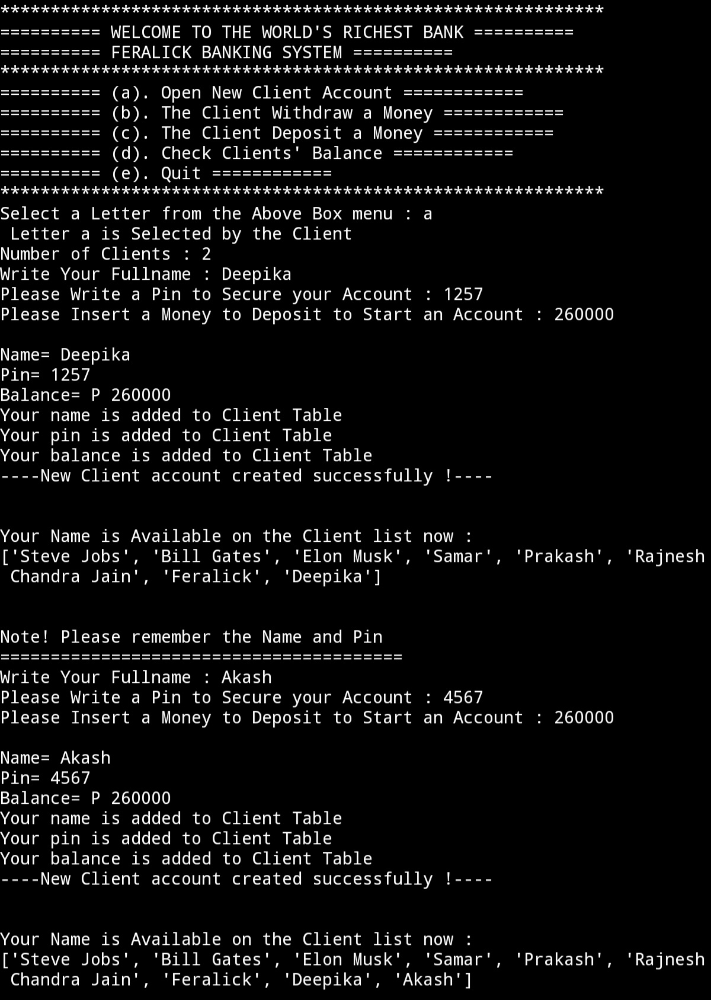 ************************************************************
========== WELCOME TO THE WORLD'S RICHEST BANK ==========
========== FERALICK BANKING SYSTEM ==========
************************************************************
========== (a). Open New Client Account ============
========== (b). The Client Withdraw a Money ============
========== (c). The Client Deposit a Money ============
========== (d). Check Clients' Balance ============
========== (e). Quit ============
************************************************************
Select a Letter from the Above Box menu : a
 Letter a is Selected by the Client
Number of Clients : 2
Write Your Fullname : Deepika
Please Write a Pin to Secure your Account : 1257
Please Insert a Money to Deposit to Start an Account : 260000

Name= Deepika
Pin= 1257
Balance= P 260000
Your name is added to Client Table
Your pin is added to Client Table
Your balance is added to Client Table
----New Client account created successfully !----


Your Name is Available on the Client list now :
['Steve Jobs', 'Bill Gates', 'Elon Musk', 'Samar', 'Prakash', 'Rajnesh
 Chandra Jain', 'Feralick', 'Deepika']


Note! Please remember the Name and Pin
========================================
Write Your Fullname : Akash
Please Write a Pin to Secure your Account : 4567
Please Insert a Money to Deposit to Start an Account : 260000

Name= Akash
Pin= 4567
Balance= P 260000
Your name is added to Client Table
Your pin is added to Client Table
Your balance is added to Client Table
----New Client account created successfully !----


Your Name is Available on the Client list now :
['Steve Jobs', 'Bill Gates', 'Elon Musk', 'Samar', 'Prakash', 'Rajnesh
 Chandra Jain', 'Feralick', 'Deepika', 'Akash']